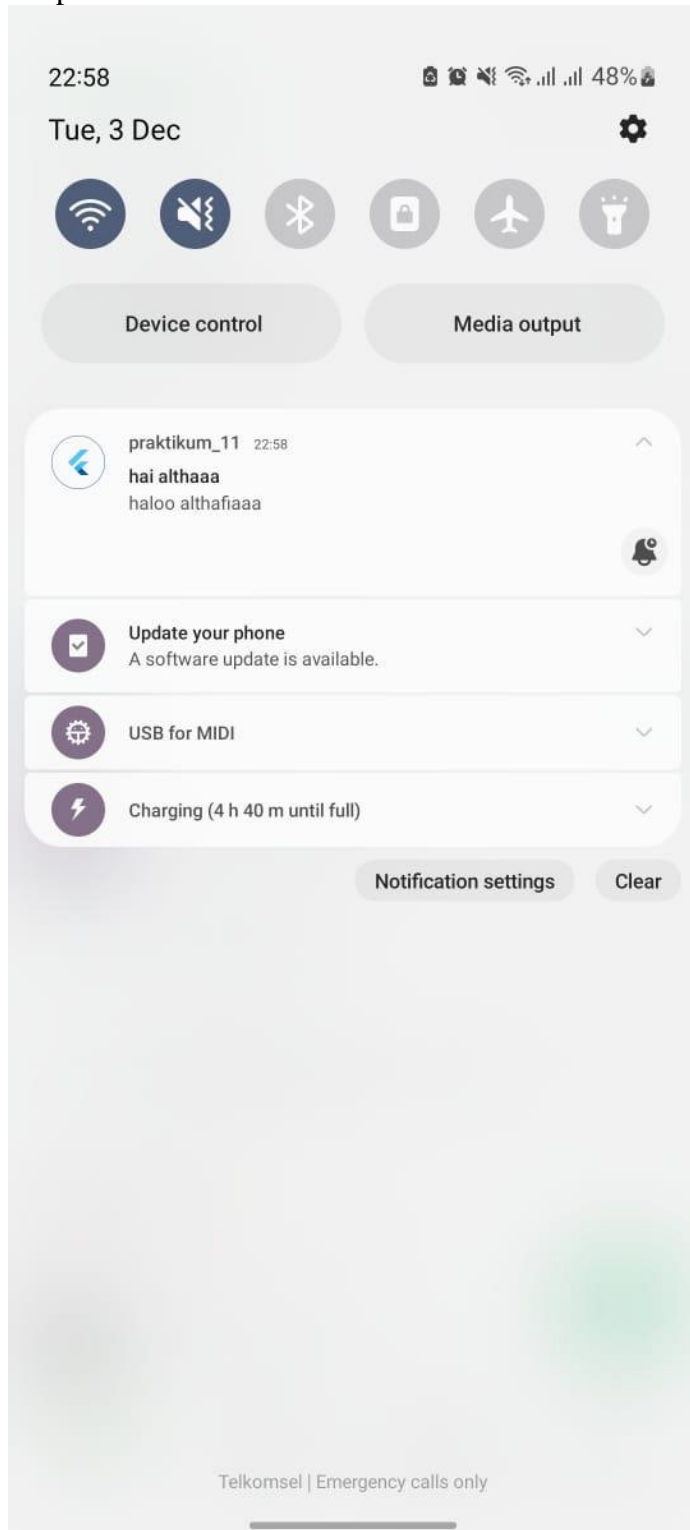 22:58 48%
Tue, 3 Dec
Device control Media output
praktikum_11 22:58
hai althaaa
haloo althafiaaa
Update your phone
A software update is available.
USB for MIDI
Charging (4 h 40 m until full)
Notification settings Clear
Telkomsel | Emergency calls only